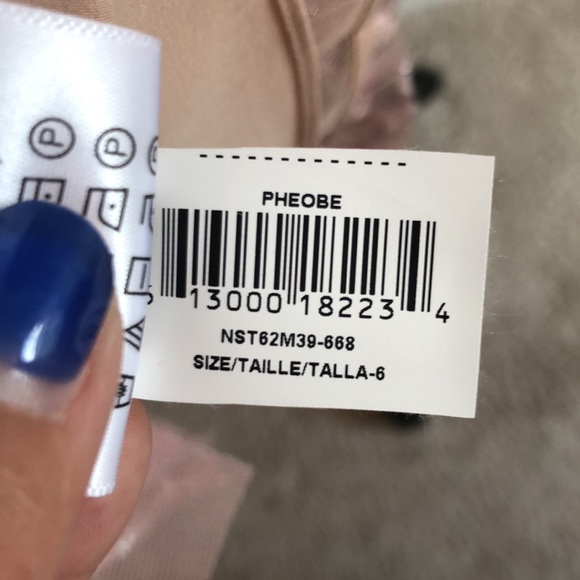 P P
PHEOBE
13000 18223 4
NST62M39-668
SIZE/TAILLE/TALLA-6